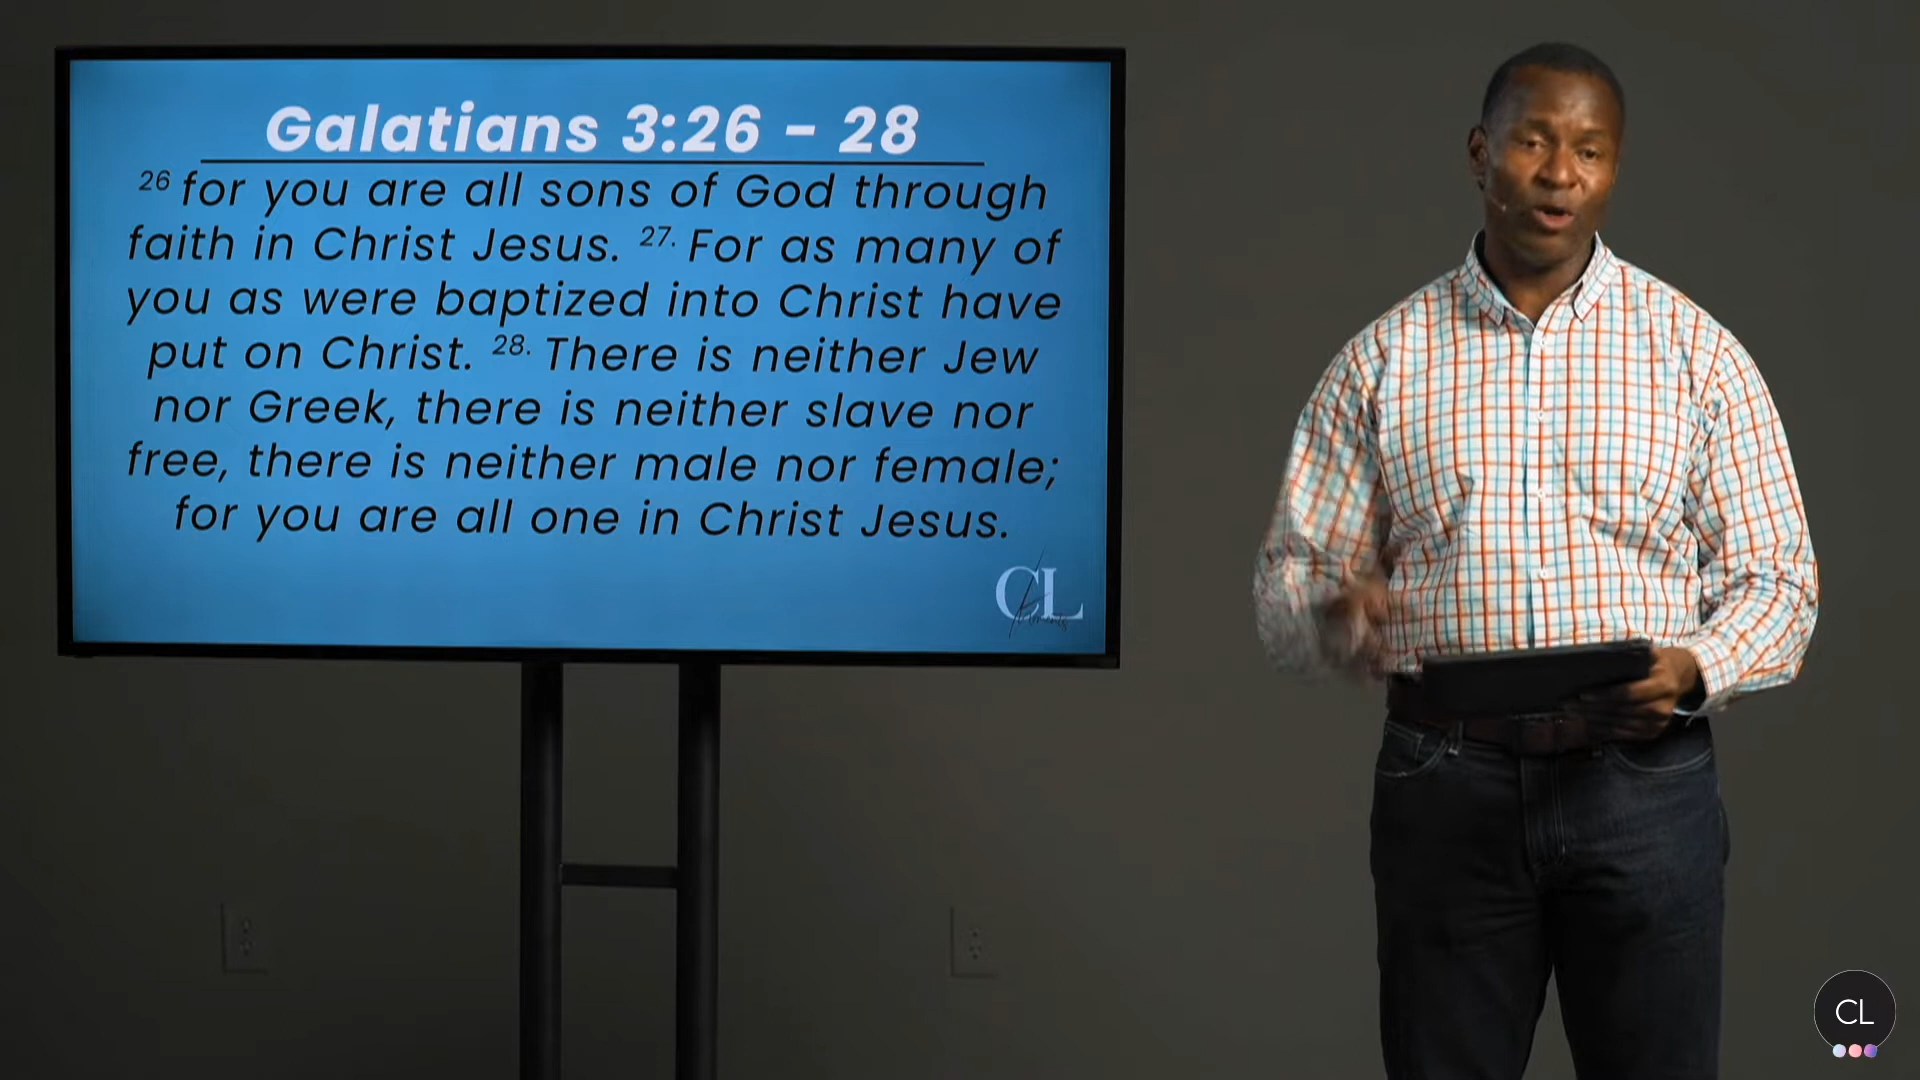 Galatians 3:26 - 28
26 for you are all sons of God through
faith in Christ Jesus. 27. For as many of
you as were baptized into Christ have
put on Christ. 28. There is neither Jew
nor Greek, there is neither slave nor
free, there is neither male nor female;
for you are all one in Christ Jesus.
CL
CL